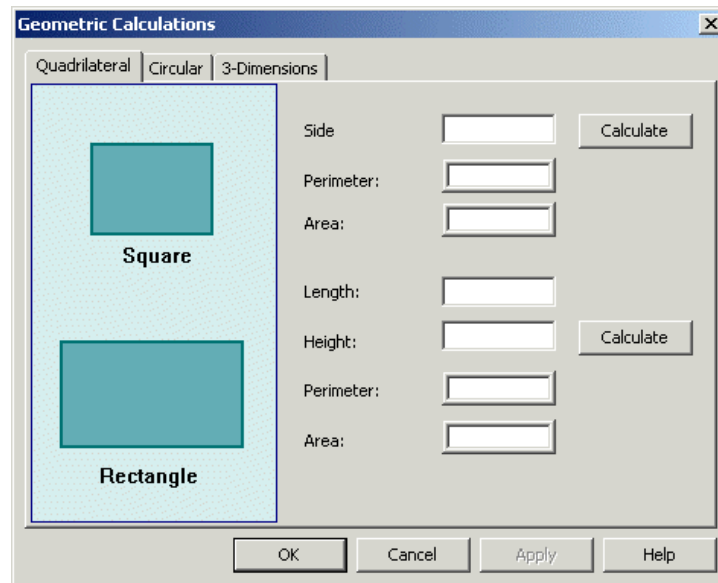 Geometric Calculations
Quadrilateral Circular 3-Dimensions
Side Calculate
Perimeter:
Area:
Square
Length:
Height: Calculate
Perimeter:
Area:
Rectangle
OK Cancel Apply Help